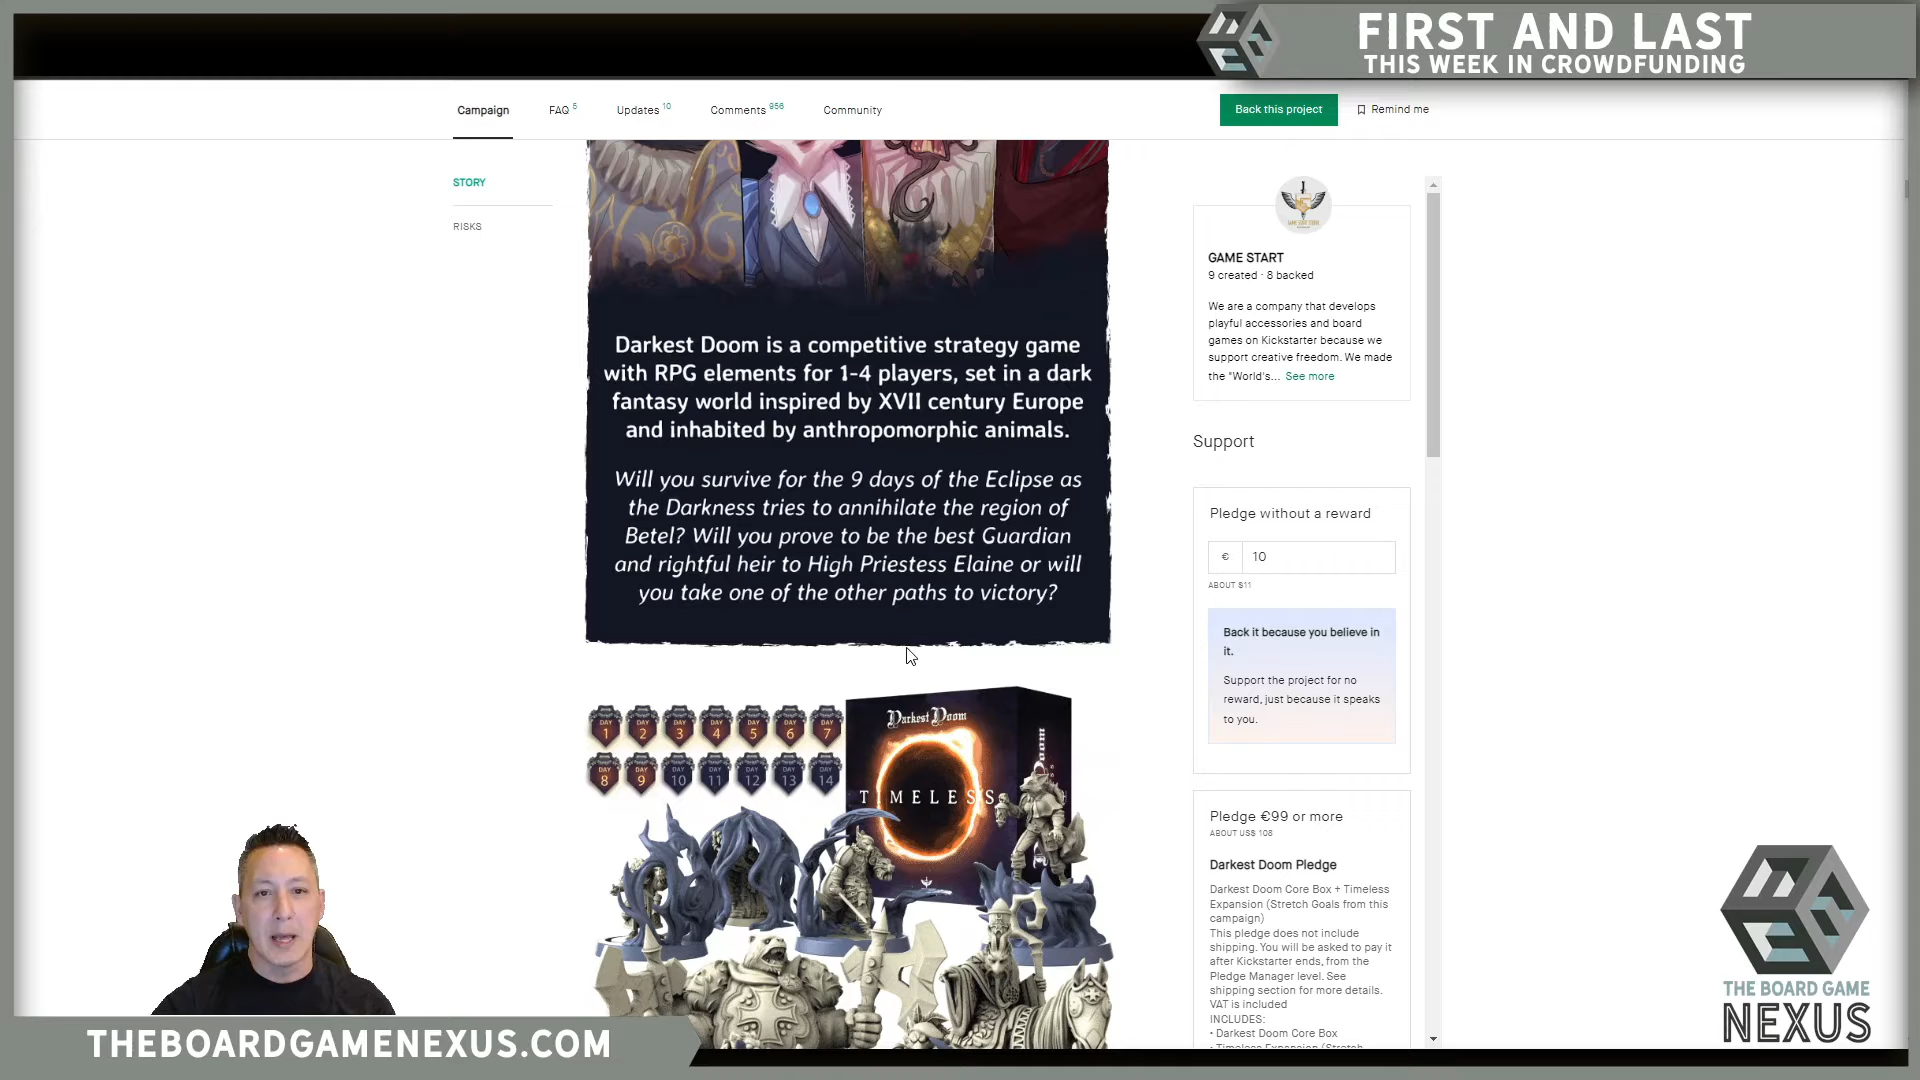 FIRST AND LAST
THIS WEEK IN CROWDFUNDING
Campaign
FAQ 5
Updates 10
Comments 956
Community
Back this project
Remind me
STORY
RISKS
GAME START
9 created · 8 backed
We are a company that develops
playful accessories and board
games on Kickstarter because we
support creative freedom. We made
the "World's... See more
Darkest Doom is a competitive strategy game
with RPG elements for 1-4 players, set in a dark
fantasy world inspired by XVII century Europe
and inhabited by anthropomorphic animals.
Will you survive for the 9 days of the Eclipse as
the Darkness tries to annihilate the region of
Betel? Will you prove to be the best Guardian
and rightful heir to High Priestess Elaine or will
you take one of the other paths to victory?
Support
Pledge without a reward
€ 10
ABOUT $11
Back it because you believe in
it.
Support the project for no
reward, just because it speaks
to you.
DAY 1 DAY 2 DAY 3 DAY 4 DAY 5 DAY 6 DAY 7
DAY 8 DAY 9 DAY 10 DAY 11 DAY 12 DAY 13 DAY 14
Darkest Doom
TIMELESS
Pledge €99 or more
ABOUT US$ 108
Darkest Doom Pledge
Darkest Doom Core Box + Timeless
Expansion (Stretch Goals from this
campaign)
This pledge does not include
shipping. You will be asked to pay it
after Kickstarter ends, from the
Pledge Manager level. See
shipping section for more details.
VAT is included
INCLUDES:
• Darkest Doom Core Box
• Timeless Expansion (Stretch
THE BOARD GAME
NEXUS
THEBOARDGAMENEXUS.COM